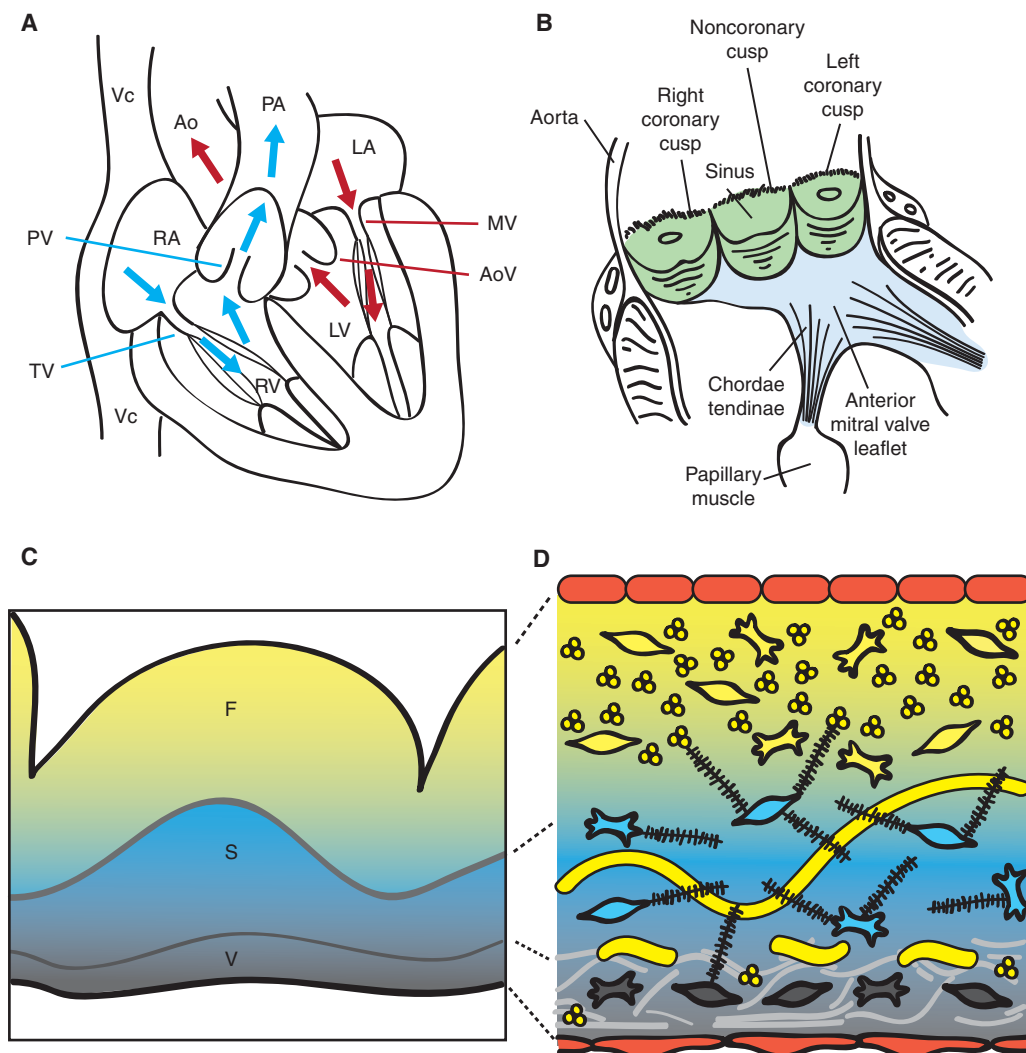 A
Vc
Ao
PA
LA
MV
PV
RA
AoV
LV
TV
RV
Vc
B
Noncoronary
cusp
Left
coronary
cusp
Right
coronary
cusp
Aorta
Sinus
Chordae
tendinae
Anterior
mitral valve
leaflet
Papillary
muscle
C
F
S
V
D